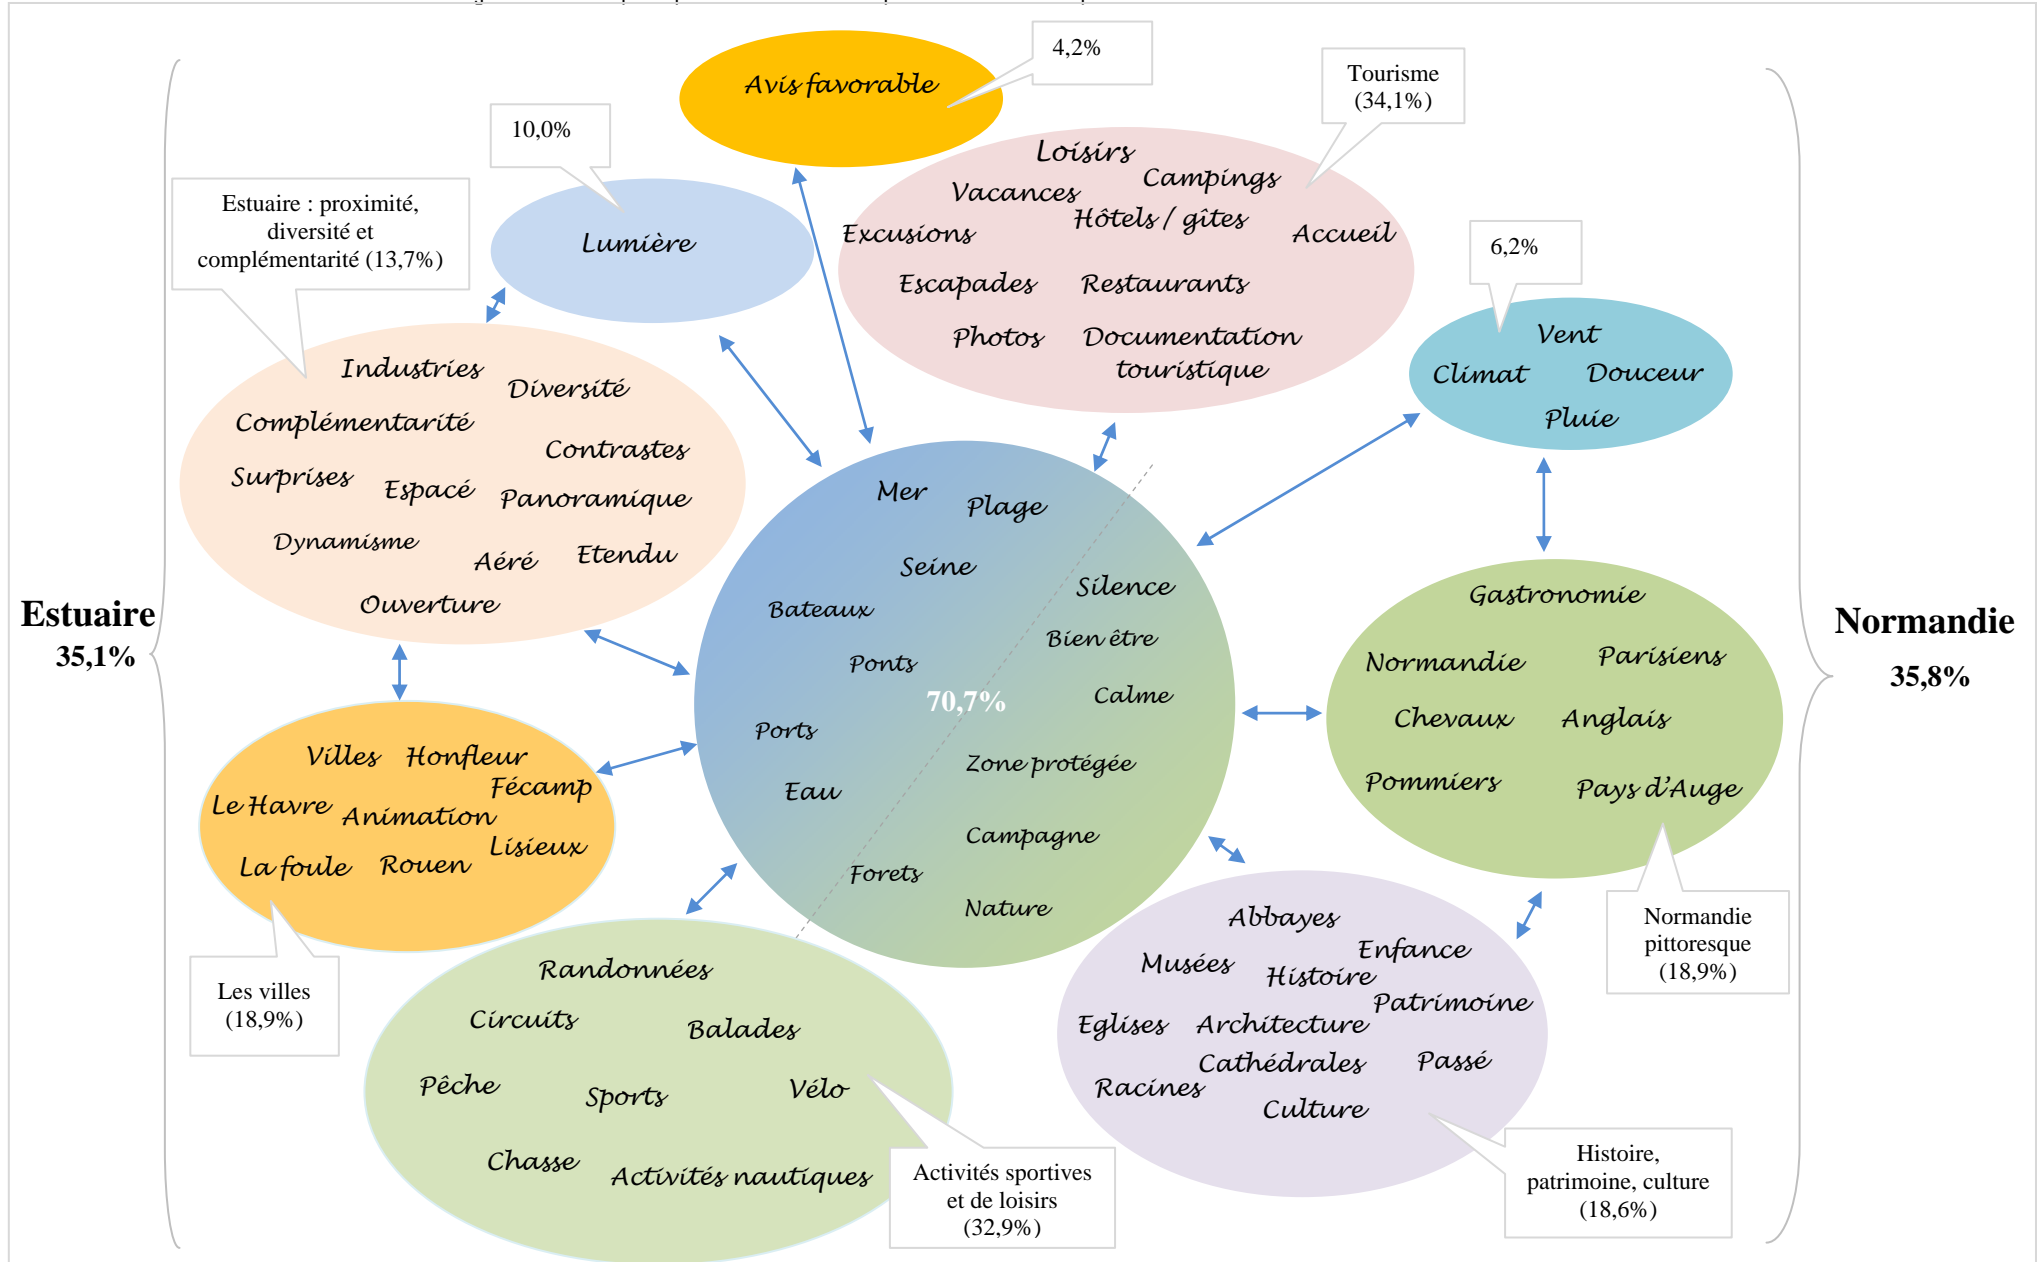 Avis favorable
4,2%
Tourisme
(34,1%)
10,0%
Lumière
Estuaire : proximité,
diversité et
complémentarité (13,7%)
Loisirs
Vacances
Campings
Hôtels / gîtes
Excusions
Accueil
Escapades
Restaurants
Photos
Documentation
touristique
6,2%
Vent
Climat
Douceur
Pluie
Industries
Diversité
Complémentarité
Contrastes
Surprises
Espacé
Panoramique
Dynamisme
Aéré
Etendu
Ouverture
Estuaire
35,1%
Mer
Plage
Seine
Silence
Bateaux
Bien être
Ponts
70,7%
Calme
Ports
Zone protégée
Eau
Campagne
Forets
Nature
Gastronomie
Normandie
Parisiens
Chevaux
Anglais
Pommiers
Pays d'Auge
Normandie
35,8%
Villes
Honfleur
Fécamp
Le Havre
Animation
Lisieux
La foule
Rouen
Les villes
(18,9%)
Normandie
pittoresque
(18,9%)
Randonnées
Circuits
Balades
Pêche
Sports
Vélo
Chasse
Activités nautiques
Activités sportives
et de loisirs
(32,9%)
Abbayes
Musées
Enfance
Histoire
Patrimoine
Eglises
Architecture
Cathédrales
Passé
Racines
Culture
Histoire,
patrimoine, culture
(18,6%)